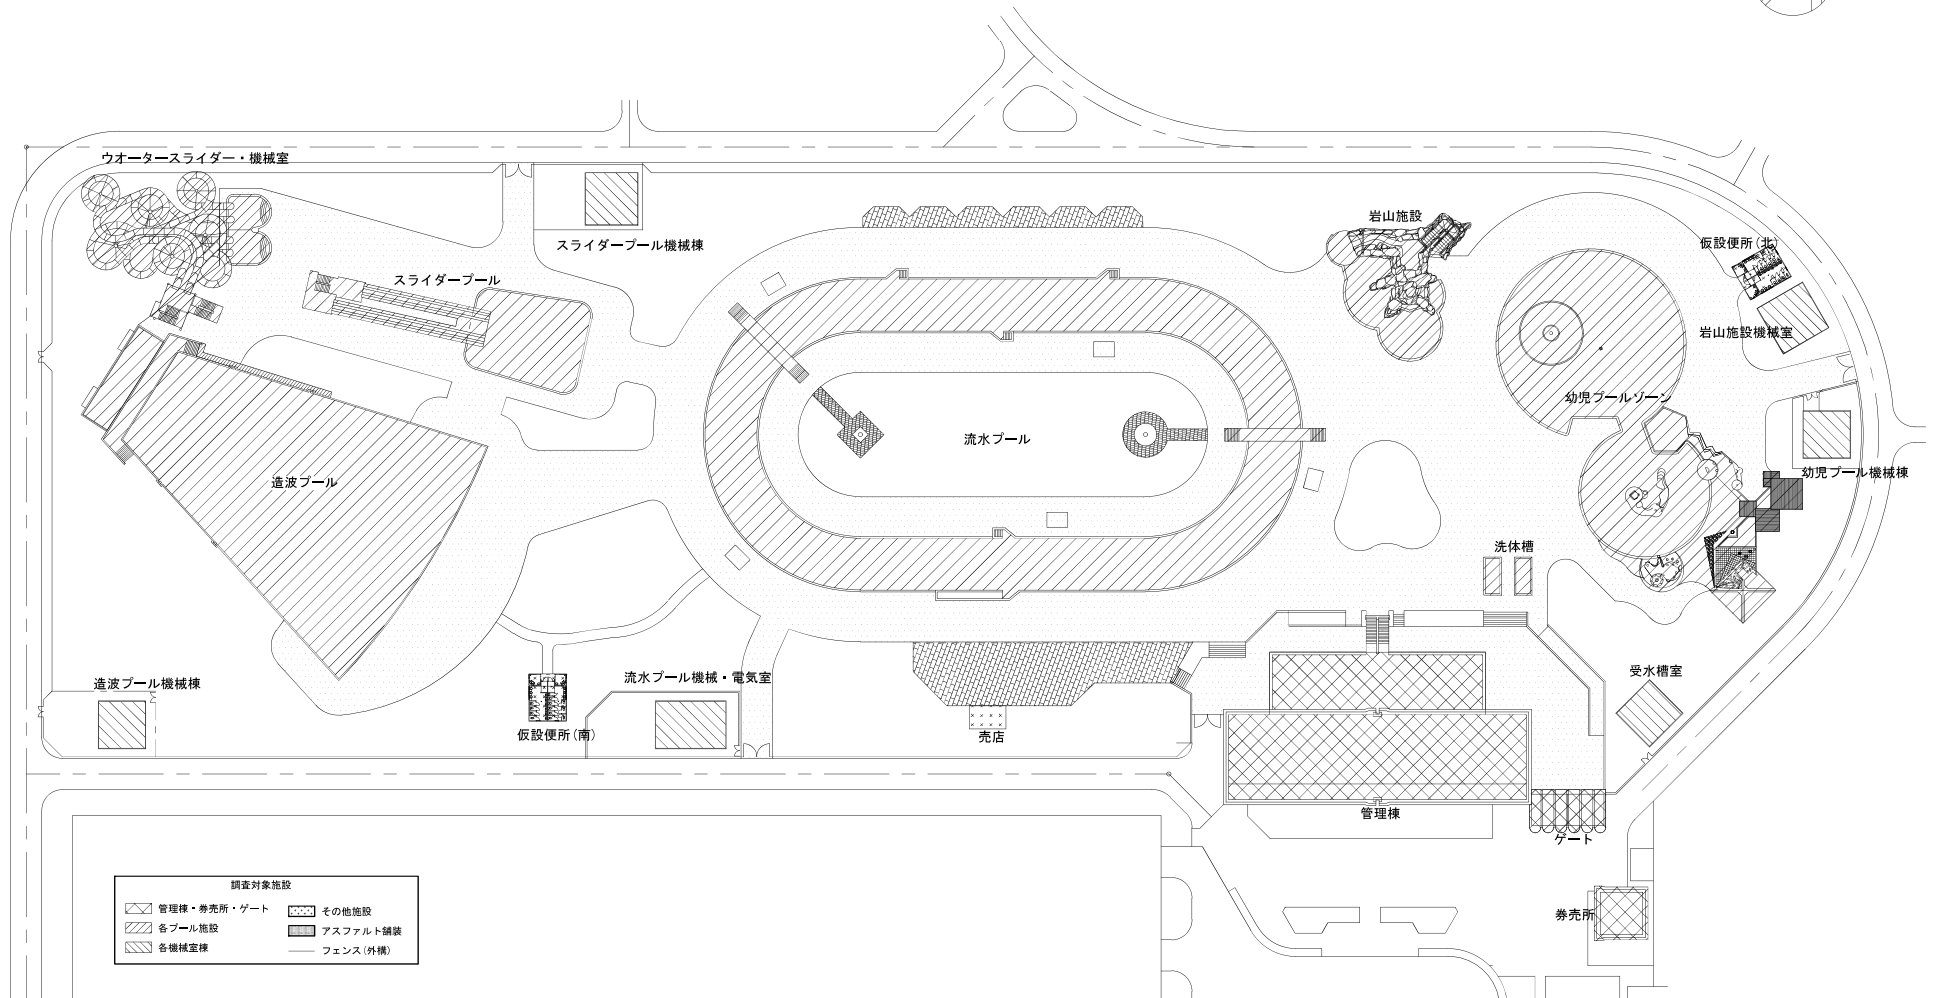 ウオータースライダー・機械室
スライダープール機械棟
スライダープール
岩山施設
仮設便所(北)
岩山施設機械室
幼児プールゾーン
流水プール
幼児プール機械棟
造波プール
洗体槽
造波プール機械棟
流水プール機械・電気室
受水槽室
仮設便所(南)
売店
管理棟
ゲート
券売所
調査対象施設
管理棟・券売所・ゲート
各プール施設
各機械室棟
その他施設
アスファルト舗装
フェンス(外構)